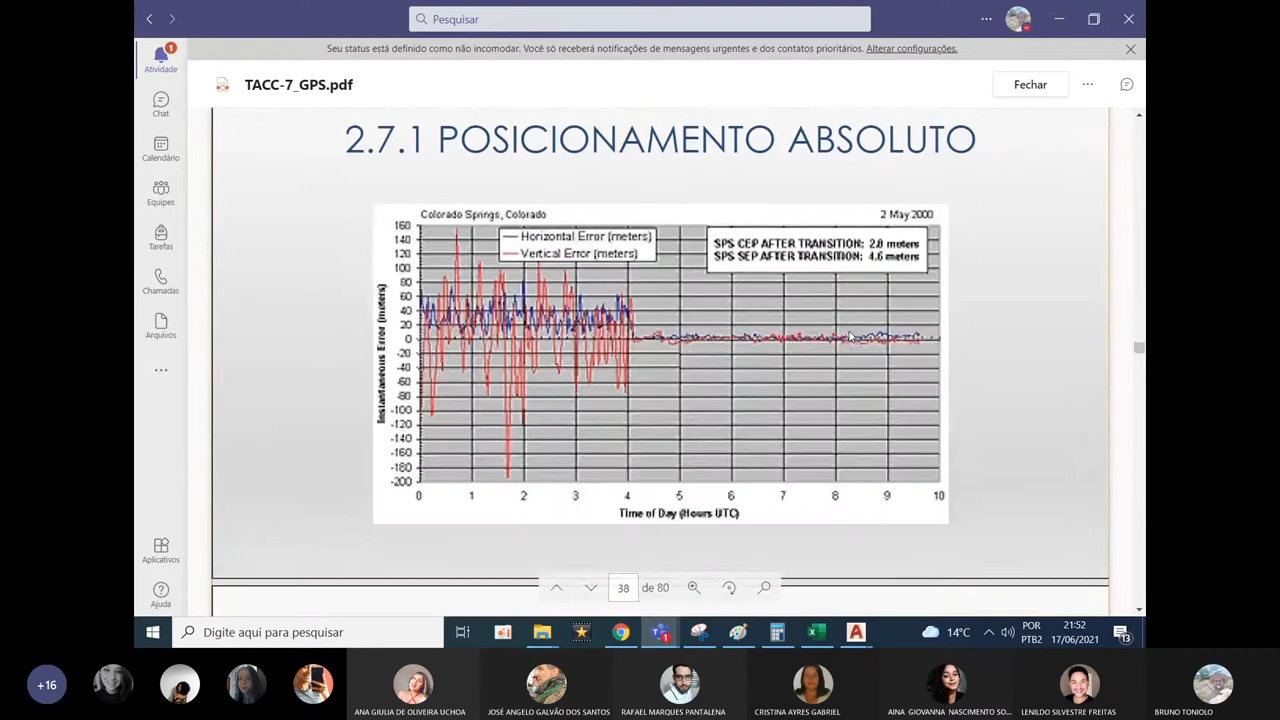 Pesquisar
Seu status está definido como não incomodar. Você só receberá notificações de mensagens urgentes e dos contatos prioritários. Alterar configurações.
1
Atividade
Chat
Calendário
Equipes
Tarefas
Chamadas
Arquivos
Aplicativos
Ajuda
TACC-7_GPS.pdf
Fechar
2.7.1 POSICIONAMENTO ABSOLUTO
Colorado Springs, Colorado
2 May 2000
Horizontal Error (meters)
Vertical Error (meters)
SPS CEP AFTER TRANSITION: 2.8 meters
SPS SEP AFTER TRANSITION: 4.6 meters
Instantaneous Error (meters)
160
140
120
100
80
60
40
20
0
-20
-40
-60
-80
-100
-120
-140
-160
-180
-200
0 1 2 3 4 5 6 7 8 9 10
Time of Day (Hours UTC)
38 de 80
Digite aqui para pesquisar
14°C
POR
PTB2
21:52
17/06/2021
13
+16
ANA GIULIA DE OLIVEIRA UCHOA
JOSÉ ANGELO GALVÃO DOS SANTOS
RAFAEL MARQUES PANTALENA
CRISTINA AYRES GABRIEL
AINA GIOVANNA NASCIMENTO SO...
LENILDO SILVESTRE FREITAS
BRUNO TONIOLO